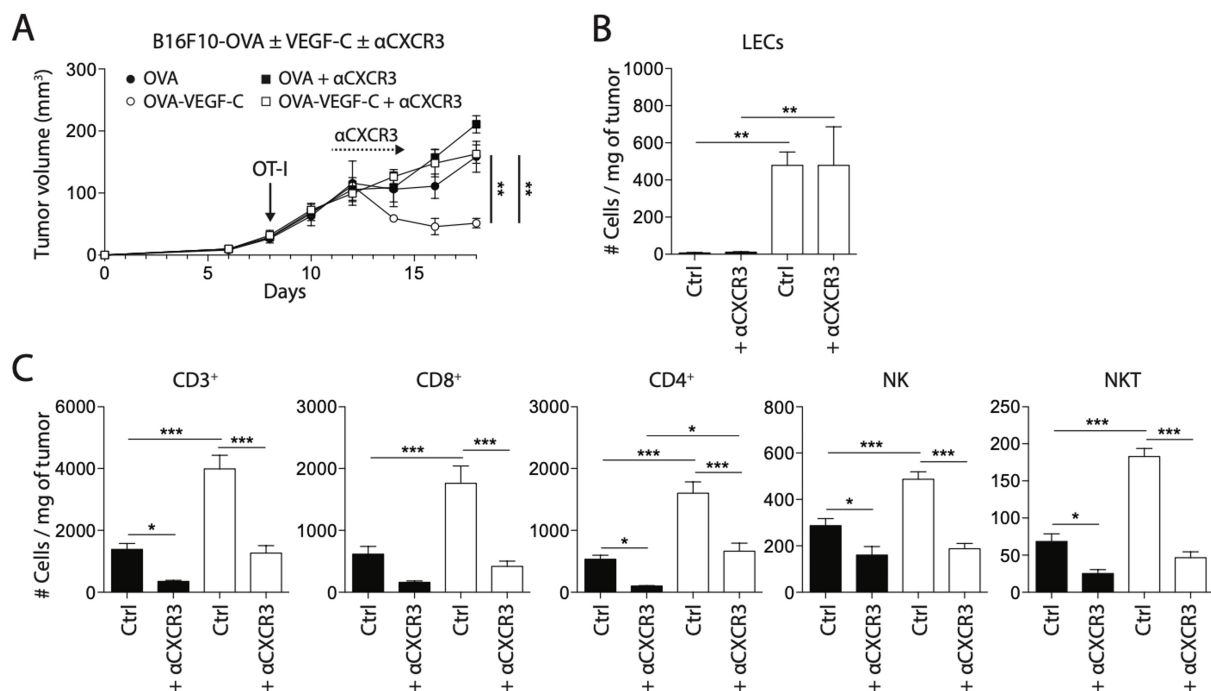 A
B16F10-OVA ± VEGF-C ± αCXCR3
Tumor volume (mm³)
300
200
100
0
OVA
OVA + αCXCR3
OVA-VEGF-C
OVA-VEGF-C + αCXCR3
αCXCR3
OT-I
**
**
0
5
10
15
Days
B
LECs
# Cells / mg of tumor
1000
800
600
400
200
0
**
**
Ctrl
+ αCXCR3
Ctrl
+ αCXCR3
C
CD3⁺
# Cells / mg of tumor
6000
4000
2000
0
***
***
*
Ctrl
+ αCXCR3
Ctrl
+ αCXCR3
CD8⁺
3000
2000
1000
0
***
***
Ctrl
+ αCXCR3
Ctrl
+ αCXCR3
CD4⁺
3000
2000
1000
0
*
***
***
*
Ctrl
+ αCXCR3
Ctrl
+ αCXCR3
NK
800
600
400
200
0
***
***
*
Ctrl
+ αCXCR3
Ctrl
+ αCXCR3
NKT
250
200
150
100
50
0
***
***
*
Ctrl
+ αCXCR3
Ctrl
+ αCXCR3